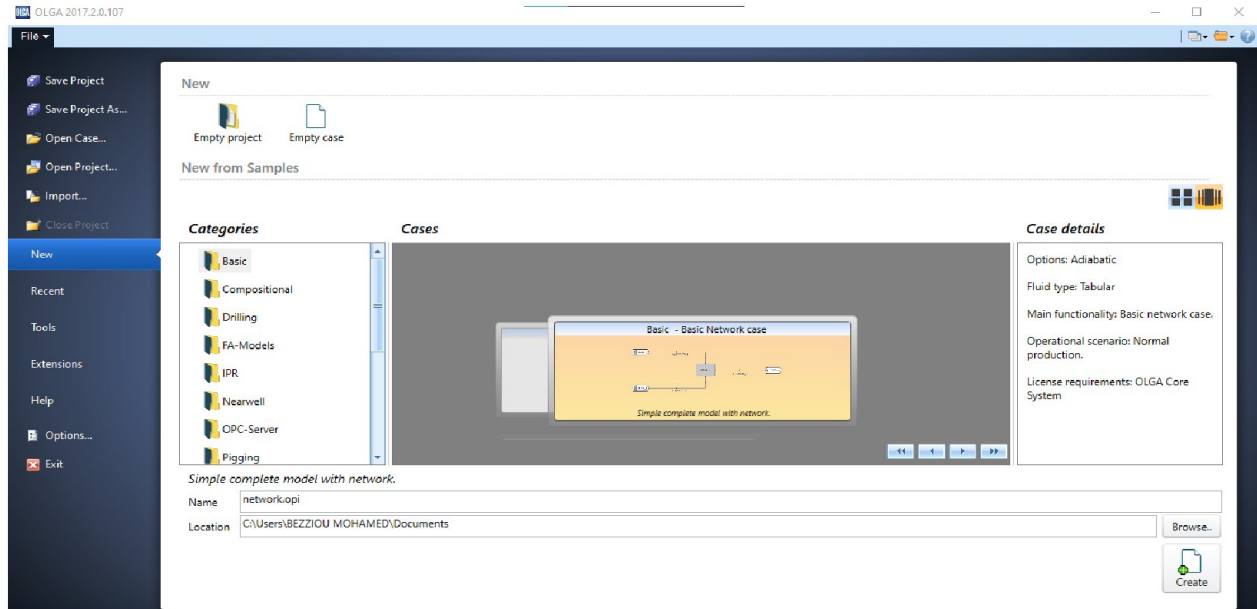 OLGA 2017.2.0.107
File
Save Project
Save Project As...
Open Case...
Open Project...
Import...
Close Project
New
Recent
Tools
Extensions
Help
Options...
Exit
New
Empty project
Empty case
New from Samples
Categories
Basic
Compositional
Drilling
FA-Models
IPR
Nearwell
OPC-Server
Pigging
Cases
Basic - Basic Network case
Simple complete model with network.
Case details
Options: Adiabatic
Fluid type: Tabular
Main functionality: Basic network case.
Operational scenario: Normal
production.
License requirements: OLGA Core
System
Simple complete model with network.
Name network.opi
Location C:\Users\BEZZIOU MOHAMED\Documents
Browse..
Create